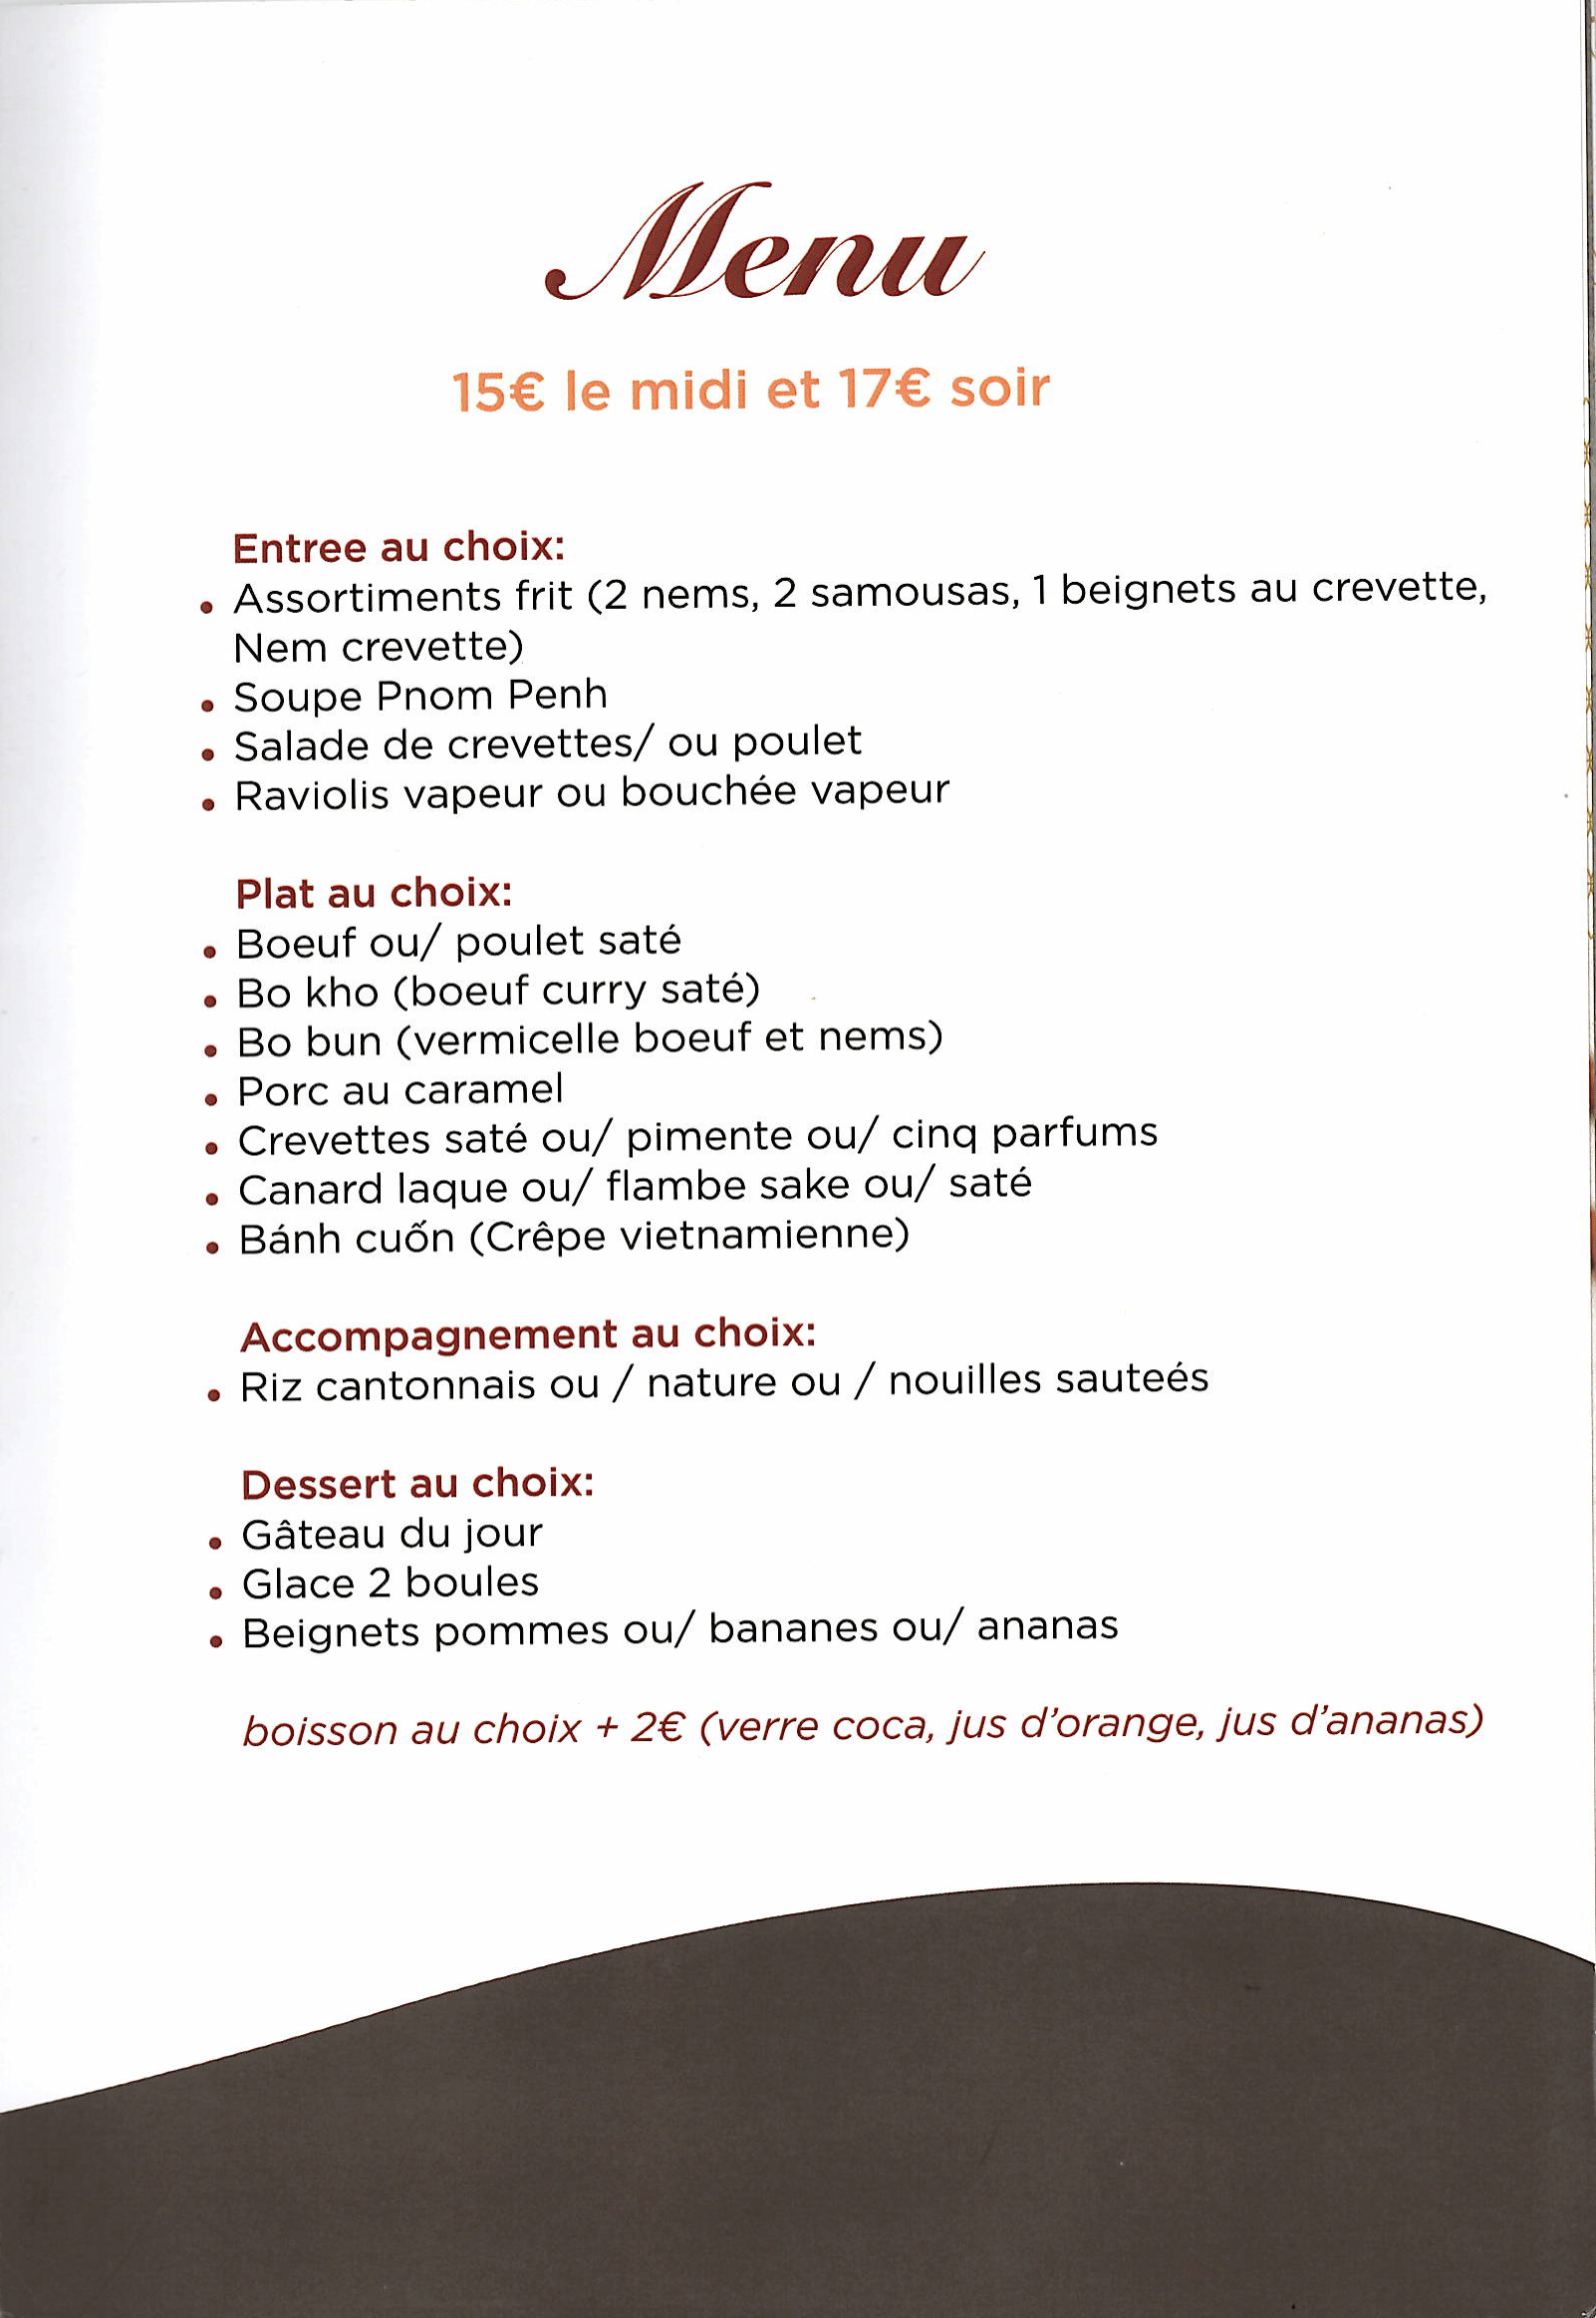 Menu
15€ le midi et 17€ soir
Entree au choix:
• Assortiments frit (2 nems, 2 samousas, 1 beignets au crevette,
Nem crevette)
• Soupe Pnom Penh
• Salade de crevettes/ ou poulet
• Raviolis vapeur ou bouchée vapeur
Plat au choix:
• Boeuf ou/ poulet saté
• Bo kho (boeuf curry saté)
• Bo bun (vermicelle boeuf et nems)
• Porc au caramel
• Crevettes saté ou/ pimente ou/ cinq parfums
• Canard laque ou/ flambe sake ou/ saté
• Bánh cuốn (Crêpe vietnamienne)
Accompagnement au choix:
• Riz cantonnais ou / nature ou / nouilles sauteés
Dessert au choix:
• Gâteau du jour
• Glace 2 boules
• Beignets pommes ou/ bananes ou/ ananas
boisson au choix + 2€ (verre coca, jus d'orange, jus d'ananas)